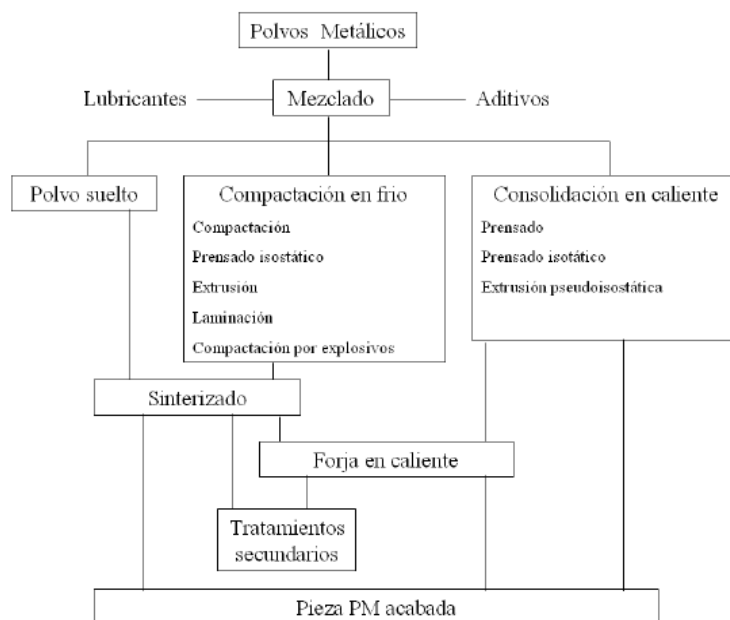 Polvos Metálicos
Lubricantes
Mezclado
Aditivos
Polvo suelto
Compactación en frio
Compactación
Prensado isostático
Extrusión
Laminación
Compactación por explosivos
Consolidación en caliente
Prensado
Prensado isotático
Extrusión pseudoisostática
Sinterizado
Forja en caliente
Tratamientos
secundarios
Pieza PM acabada